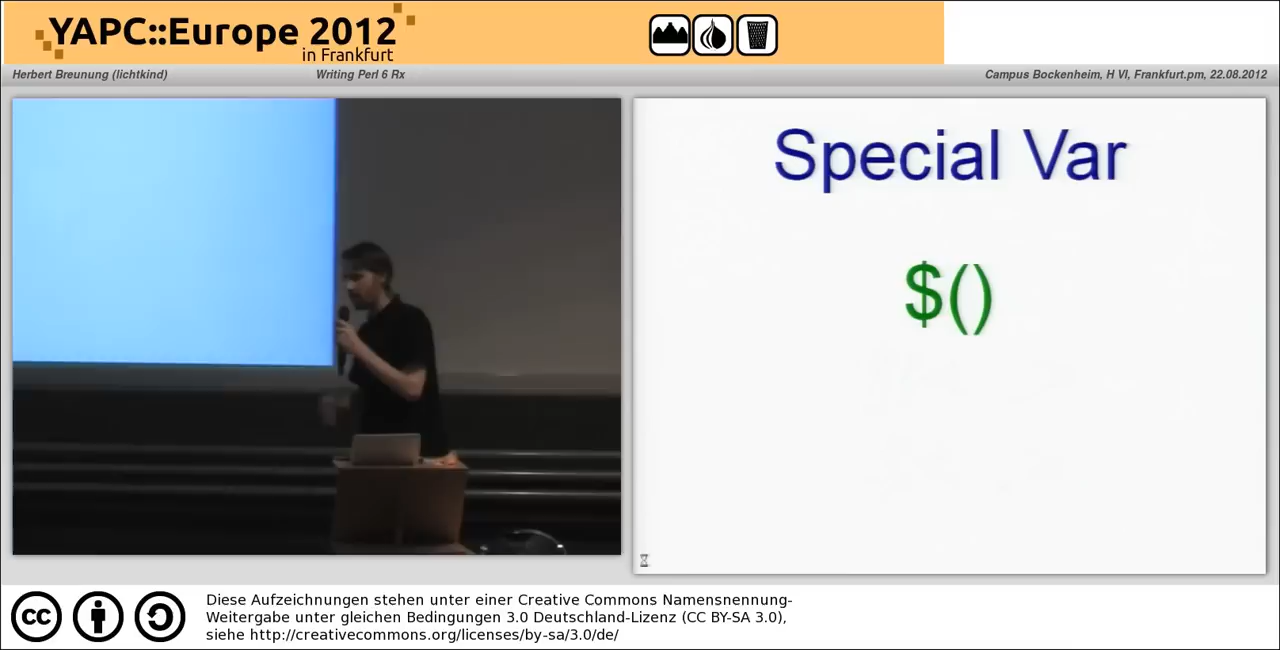 YAPC::Europe 2012
in Frankfurt
Herbert Breunung (lichtkind)
Writing Perl 6 Rx
Campus Bockenheim, H VI, Frankfurt.pm, 22.08.2012
Special Var
$()
cc
Diese Aufzeichnungen stehen unter einer Creative Commons Namensnennung-
Weitergabe unter gleichen Bedingungen 3.0 Deutschland-Lizenz (CC BY-SA 3.0),
siehe http://creativecommons.org/licenses/by-sa/3.0/de/